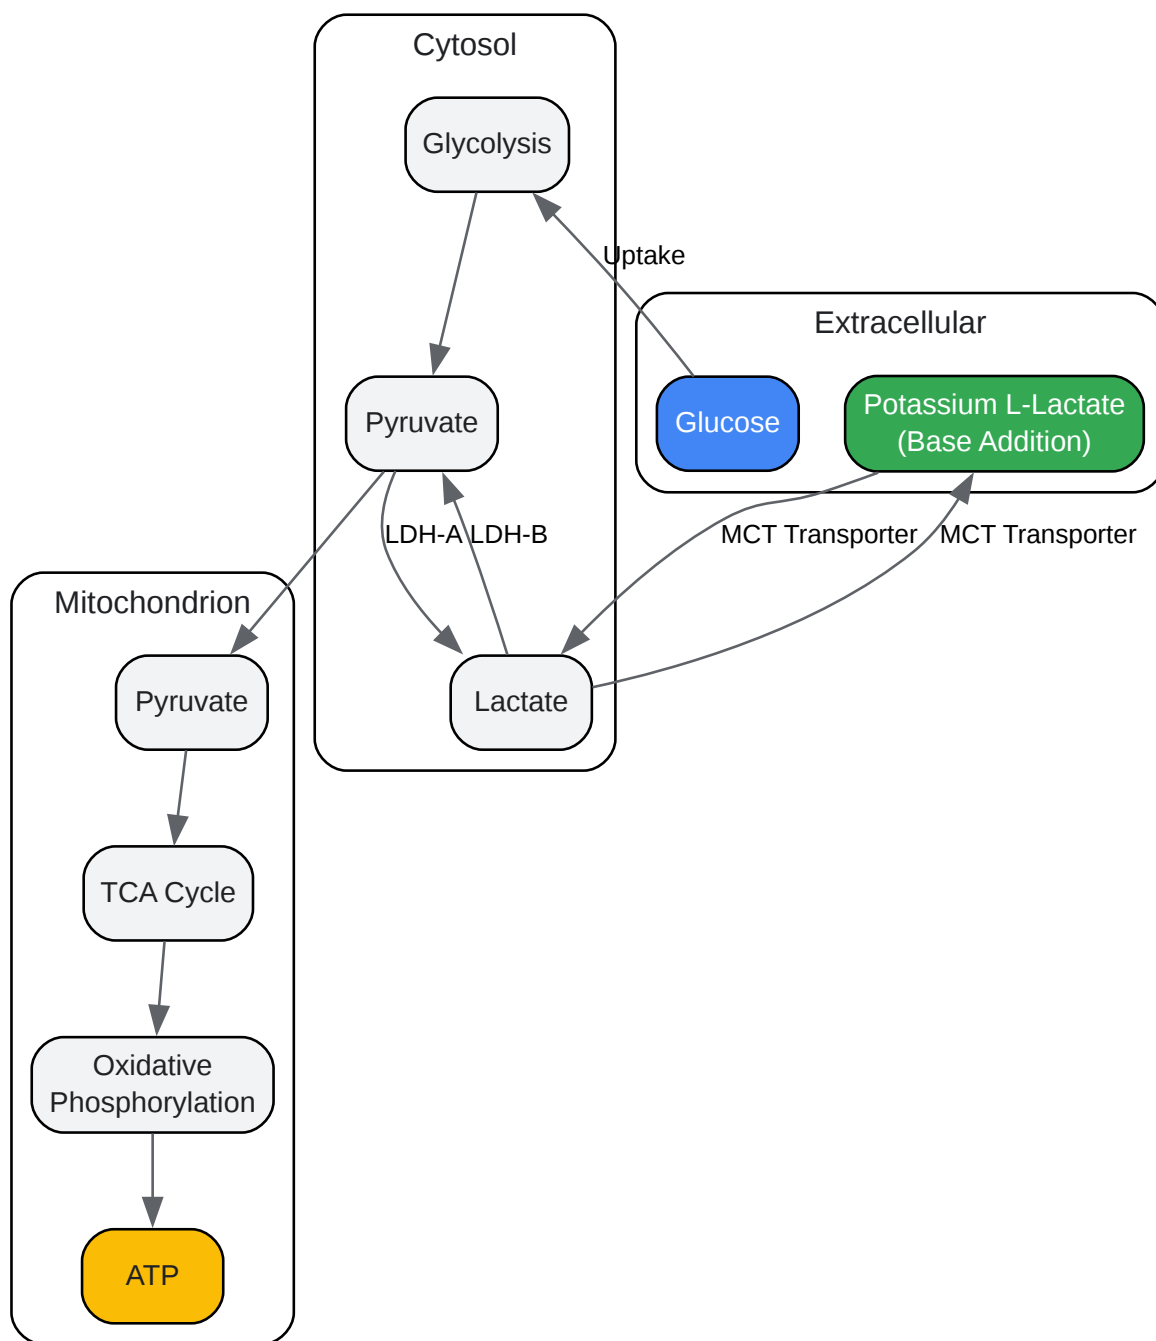 Cytosol
Glycolysis
Uptake
Extracellular
Pyruvate
Glucose
Potassium L-Lactate
(Base Addition)
LDH-A
LDH-B
MCT Transporter
MCT Transporter
Mitochondrion
Pyruvate
Lactate
TCA Cycle
Oxidative
Phosphorylation
ATP